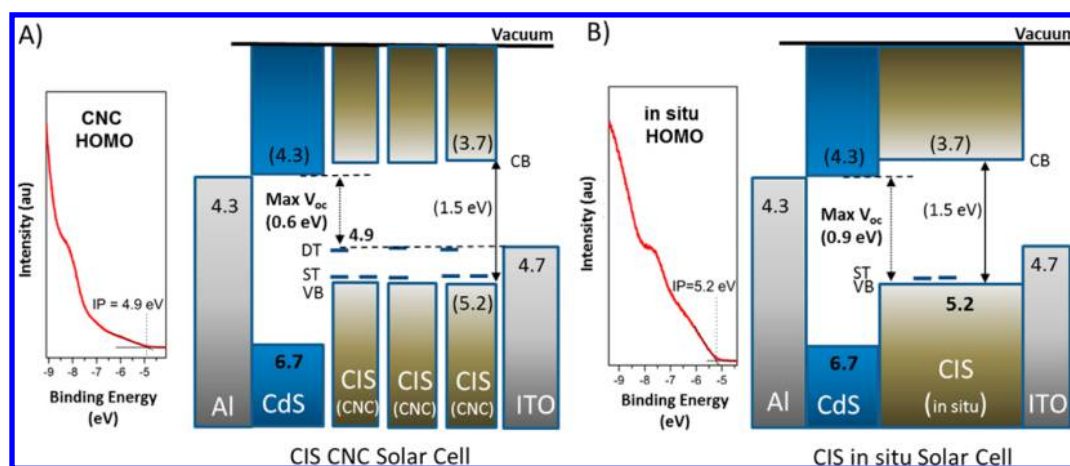 A)
Vacuum
CNC
HOMO
Intensity (au)
IP = 4.9 eV
-9 -8 -7 -6 -5
Binding Energy
(eV)
4.3
Al
(4.3)
Max Voc
(0.6 eV)
4.9
DT
ST
VB
6.7
CdS
CIS
(CNC)
CIS
(CNC)
(3.7)
CB
(1.5 eV)
(5.2)
CIS
(CNC)
4.7
ITO
CIS CNC Solar Cell
B)
Vacuum
in situ
HOMO
Intensity (au)
IP=5.2 eV
-9 -8 -7 -6 -5
Binding Energy
(eV)
4.3
Al
(4.3)
Max Voc
(0.9 eV)
6.7
CdS
(3.7)
CB
(1.5 eV)
ST
VB
5.2
CIS
(in situ)
4.7
ITO
CIS in situ Solar Cell